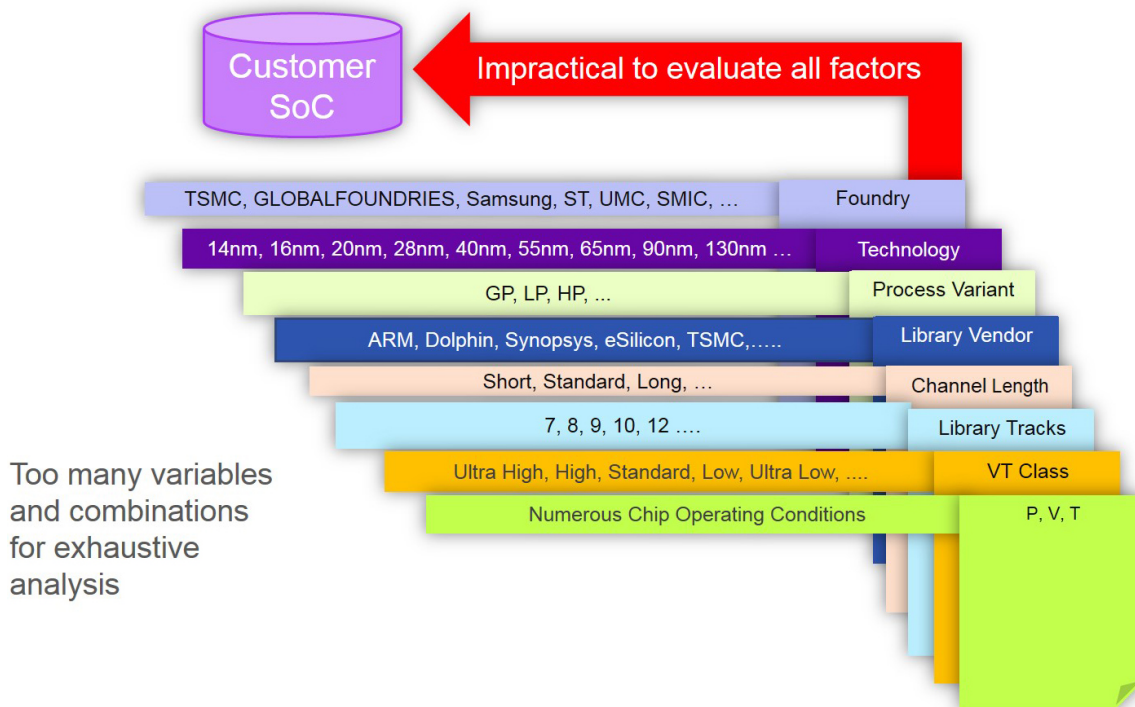 Customer
SoC
Impractical to evaluate all factors
TSMC, GLOBALFOUNDRIES, Samsung, ST, UMC, SMIC, …
Foundry
14nm, 16nm, 20nm, 28nm, 40nm, 55nm, 65nm, 90nm, 130nm …
Technology
GP, LP, HP, ...
Process Variant
ARM, Dolphin, Synopsys, eSilicon, TSMC,…..
Library Vendor
Short, Standard, Long, …
Channel Length
7, 8, 9, 10, 12 ….
Library Tracks
Ultra High, High, Standard, Low, Ultra Low, ....
VT Class
Numerous Chip Operating Conditions
P, V, T
Too many variables
and combinations
for exhaustive
analysis